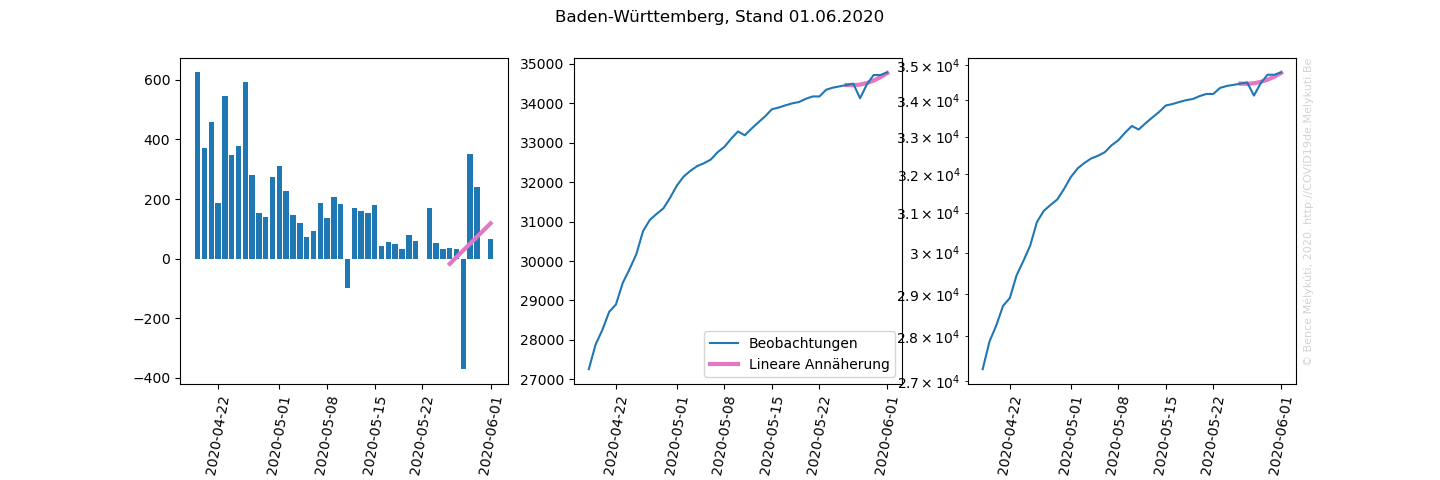 Baden-Württemberg, Stand 01.06.2020
600
400
200
0
−200
−400
2020-04-22
2020-05-01
2020-05-08
2020-05-15
2020-05-22
2020-06-01
35000
34000
33000
32000
31000
30000
29000
28000
27000
Beobachtungen
Lineare Annäherung
2020-04-22
2020-05-01
2020-05-08
2020-05-15
2020-05-22
2020-06-01
3.5 × 10⁴
3.4 × 10⁴
3.3 × 10⁴
3.2 × 10⁴
3.1 × 10⁴
3 × 10⁴
2.9 × 10⁴
2.8 × 10⁴
2.7 × 10⁴
2020-04-22
2020-05-01
2020-05-08
2020-05-15
2020-05-22
2020-06-01
© Bence Mélykúti, 2020. http://COVID19de.Melykuti.Be